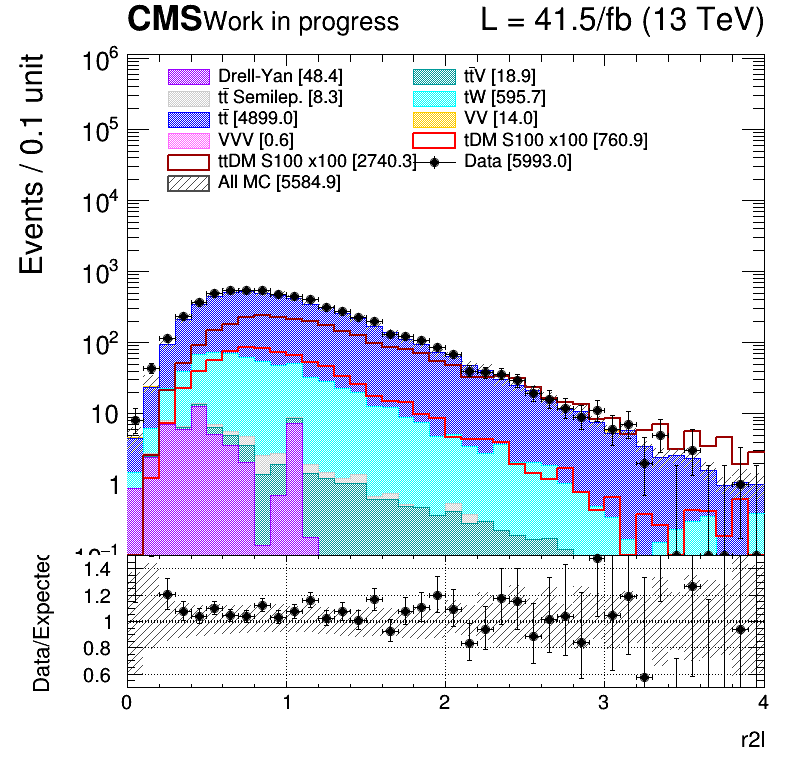 CMS Work in progress L = 41.5/fb (13 TeV)
Events / 0.1 unit
10⁶
10⁵
10⁴
10³
10²
10
1
10⁻¹
Drell-Yan [48.4] tt̄V [18.9]
tt̄ Semilep. [8.3] tW [595.7]
tt̄ [4899.0] VV [14.0]
VVV [0.6] tDM S100 x100 [760.9]
ttDM S100 x100 [2740.3] Data [5993.0]
All MC [5584.9]
Data/Expected
1.4
1.2
1
0.8
0.6
0 1 2 3 4
r2l